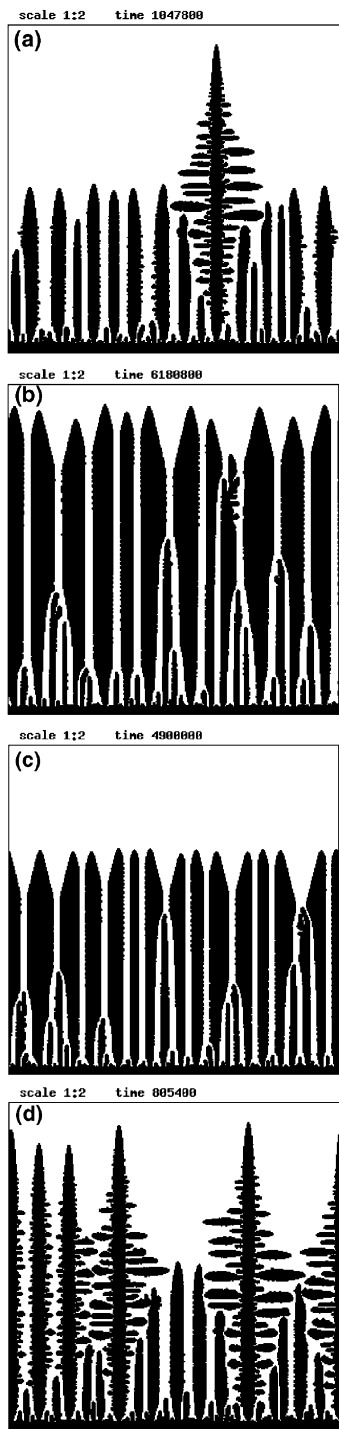 scale 1:2 time 1047800
(a)
scale 1:2 time 6180800
(b)
scale 1:2 time 4900000
(c)
scale 1:2 time 805400
(d)